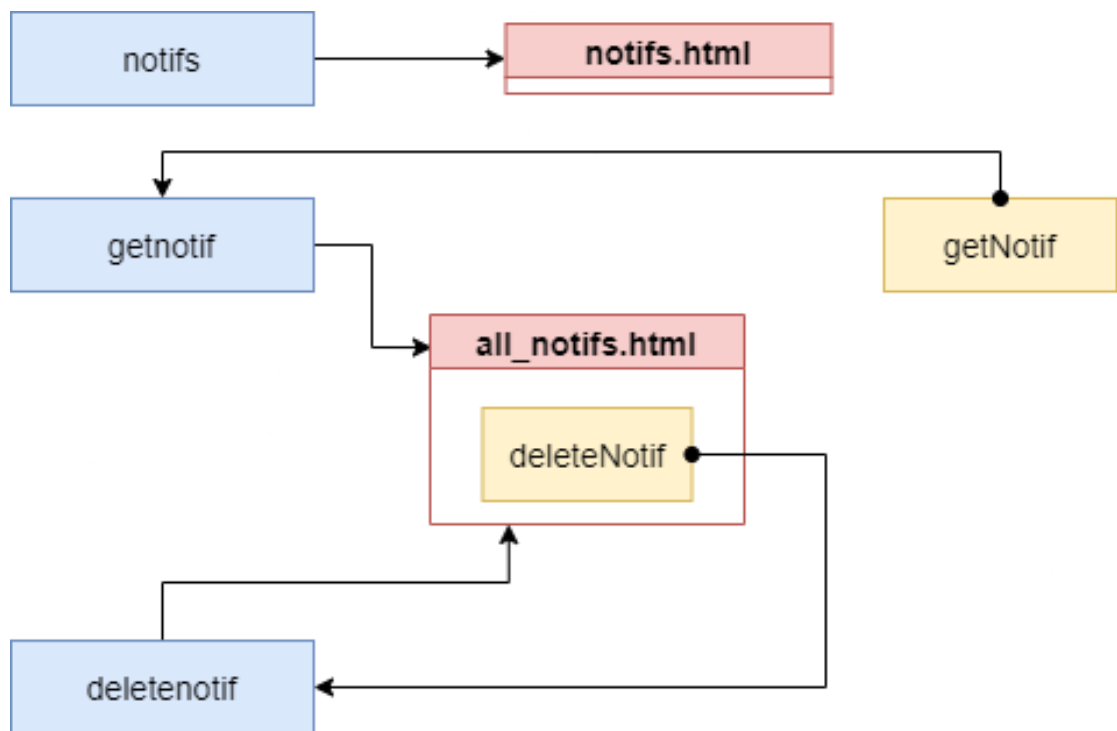 notifs
notifs.html
getnotif
getNotif
all_notifs.html
deleteNotif
deletenotif